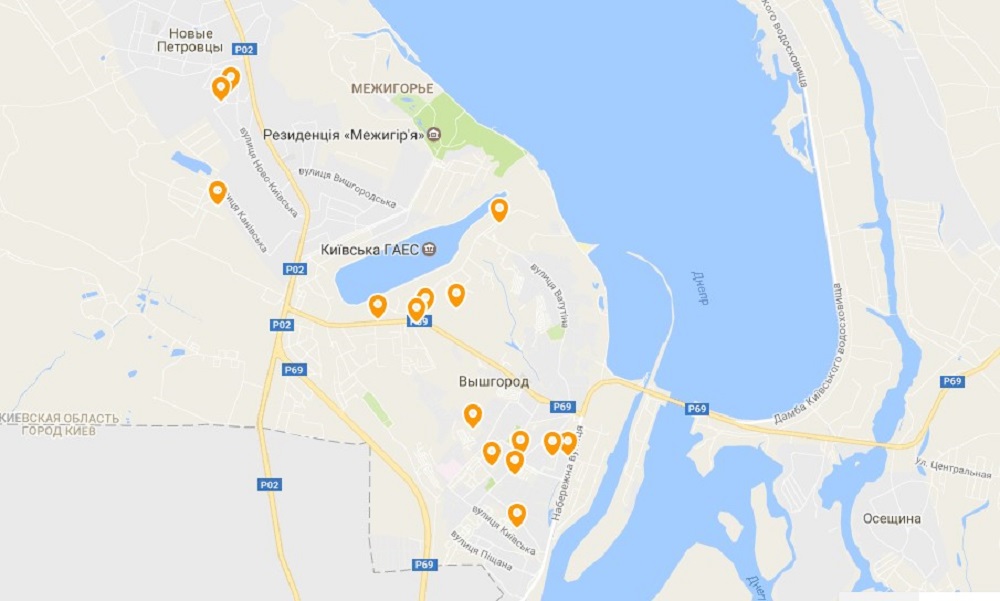 Новые
Петровцы
P02
МЕЖИГОРЬЕ
Резиденція «Межигір'я»
вулиця Ново-Київська
вулиця Вишгородська
Київська ГАЕС
P02
P02
P69
P69
вулиця Ватутіна
Днепр
Дамба Київського водосховища
Вышгород
P69
P69
P69
КИЕВСКАЯ ОБЛАСТЬ
ГОРОД КИЕВ
P02
Набережна
ул. Центральная
Осещина
вулиця Київська
вулиця Піщана
P69